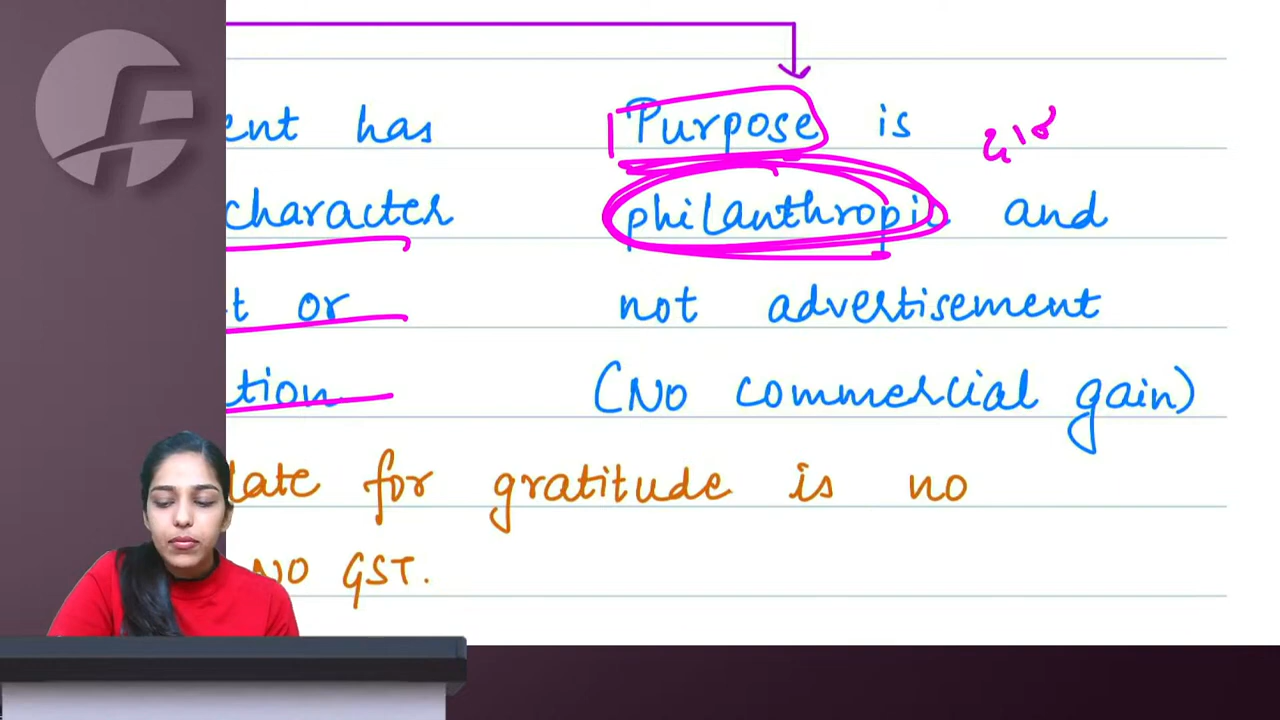 ent has Purpose is
character philanthropic and
t or not advertisement
tion (No commercial gain)
late for gratitude is no
NO GST.